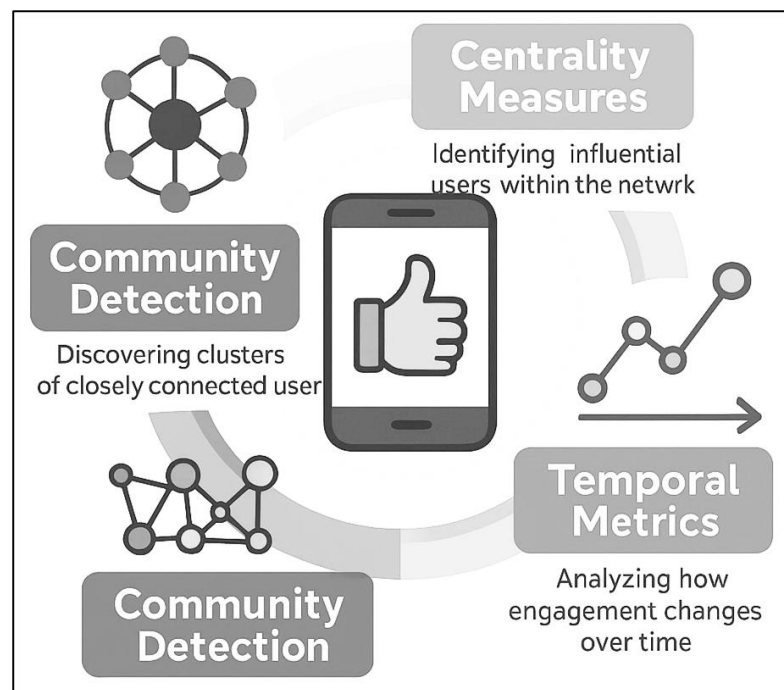 Centrality
Measures
Identifying influential
users within the netwrk
Community
Detection
Discovering clusters
of closely connected user
Temporal
Metrics
Analyzing how
engagement changes
over time
Community
Detection